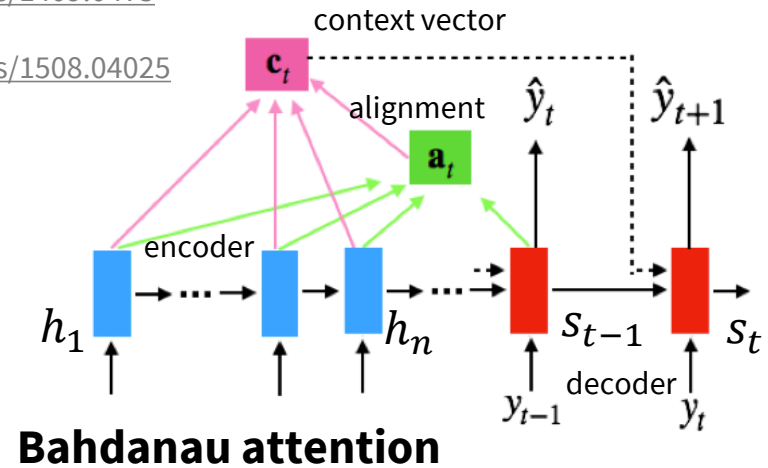 context vector
s/1508.04025
c_t
alignment
ŷ_t
ŷ_{t+1}
a_t
encoder
h_1
...
h_n
...
s_{t−1}
s_t
decoder
y_{t−1}
y_t
Bahdanau attention